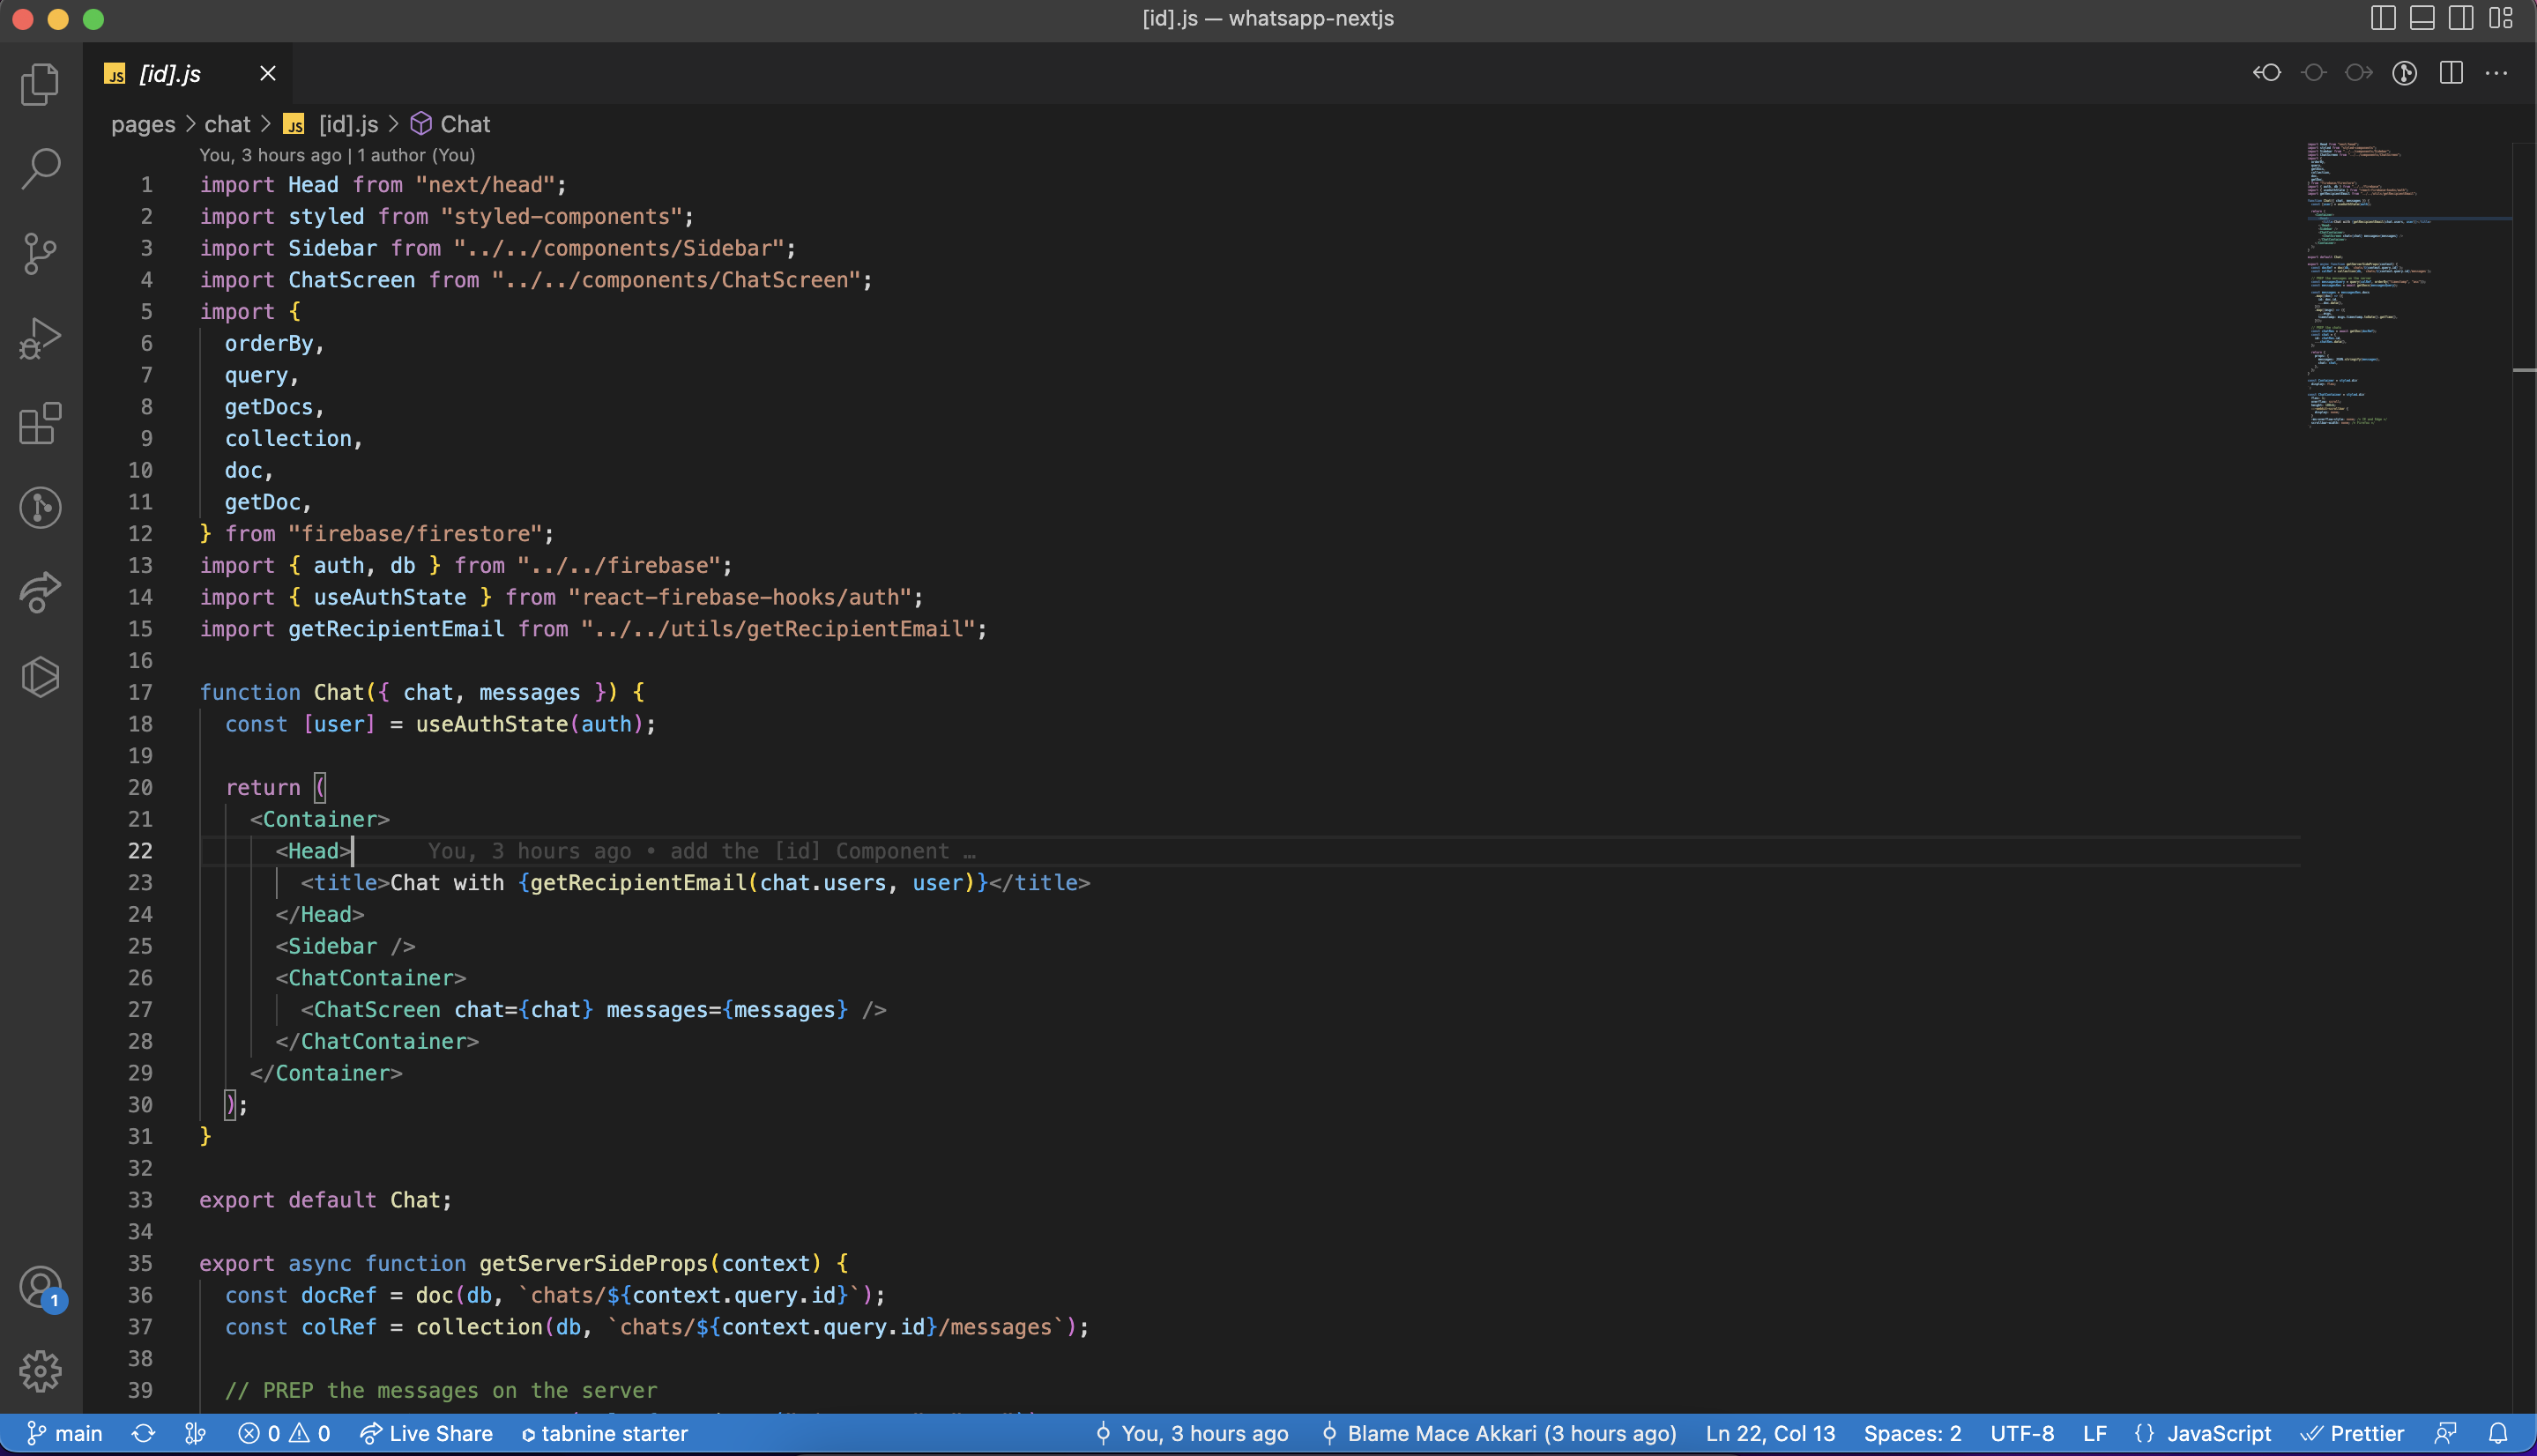 [id].js — whatsapp-nextjs
JS [id].js
pages > chat > JS [id].js > Chat
You, 3 hours ago | 1 author (You)
1 import Head from "next/head";
2 import styled from "styled-components";
3 import Sidebar from "../../components/Sidebar";
4 import ChatScreen from "../../components/ChatScreen";
5 import {
6 orderBy,
7 query,
8 getDocs,
9 collection,
10 doc,
11 getDoc,
12 } from "firebase/firestore";
13 import { auth, db } from "../../firebase";
14 import { useAuthState } from "react-firebase-hooks/auth";
15 import getRecipientEmail from "../../utils/getRecipientEmail";
16
17 function Chat({ chat, messages }) {
18 const [user] = useAuthState(auth);
19
20 return (
21 <Container>
22 <Head> You, 3 hours ago • add the [id] Component …
23 <title>Chat with {getRecipientEmail(chat.users, user)}</title>
24 </Head>
25 <Sidebar />
26 <ChatContainer>
27 <ChatScreen chat={chat} messages={messages} />
28 </ChatContainer>
29 </Container>
30 );
31 }
32
33 export default Chat;
34
35 export async function getServerSideProps(context) {
36 const docRef = doc(db, `chats/${context.query.id}`);
37 const colRef = collection(db, `chats/${context.query.id}/messages`);
38
39 // PREP the messages on the server
1
main 0 0 Live Share tabnine starter You, 3 hours ago Blame Mace Akkari (3 hours ago) Ln 22, Col 13 Spaces: 2 UTF-8 LF {} JavaScript Prettier